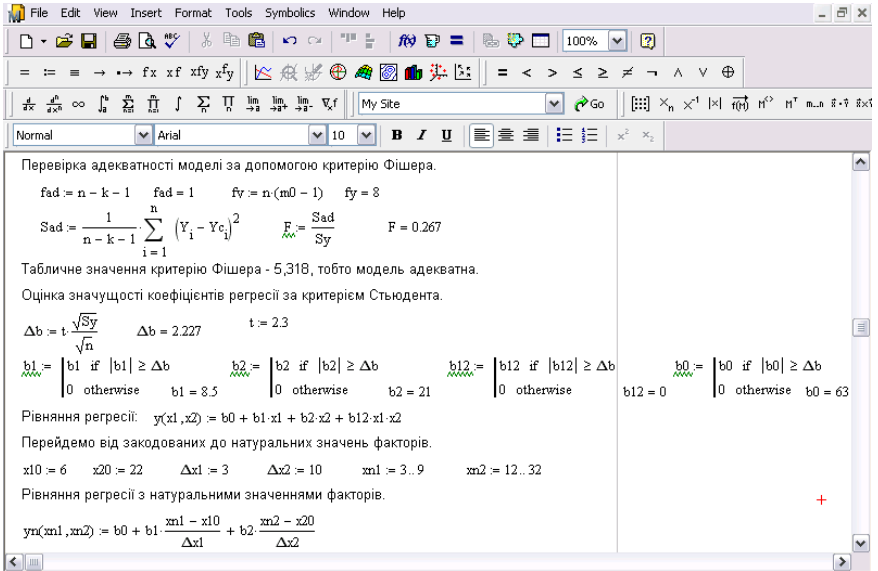 File Edit View Insert Format Tools Symbolics Window Help
100%
My Site Go
Normal Arial 10 B I U
Перевірка адекватності моделі за допомогою критерію Фішера.
fad := n − k − 1 fad = 1 fy := n·(m0 − 1) fy = 8
Sad := 1/(n − k − 1) · ∑ i = 1 n (Y_i − Yc_i)^2 F := Sad/Sy F = 0.267
Табличне значення критерію Фішера - 5,318, тобто модель адекватна.
Оцінка значущості коефіцієнтів регресії за критерієм Стьюдента.
Δb := t·√Sy/√n Δb = 2.227 t := 2.3
b1 := | b1 if |b1| ≥ Δb b2 := | b2 if |b2| ≥ Δb b12 := | b12 if |b12| ≥ Δb b0 := | b0 if |b0| ≥ Δb
0 otherwise b1 = 8.5 0 otherwise b2 = 21 0 otherwise b12 = 0 0 otherwise b0 = 63
Рівняння регресії: y(x1,x2) := b0 + b1·x1 + b2·x2 + b12·x1·x2
Перейдемо від закодованих до натуральних значень факторів.
x10 := 6 x20 := 22 Δx1 := 3 Δx2 := 10 xn1 := 3..9 xn2 := 12..32
Рівняння регресії з натуральними значеннями факторів.
yn(xn1,xn2) := b0 + b1·(xn1 − x10)/Δx1 + b2·(xn2 − x20)/Δx2